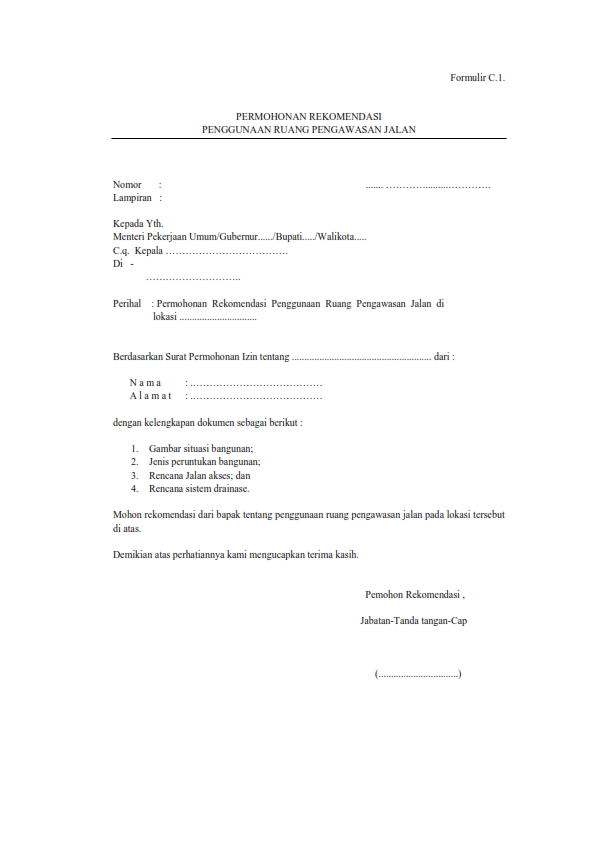 Formulir C.1.
PERMOHONAN REKOMENDASI
PENGGUNAAN RUANG PENGAWASAN JALAN
Nomor : ....... …………..........………….
Lampiran :
Kepada Yth.
Menteri Pekerjaan Umum/Gubernur....../Bupati...../Walikota.....
C.q. Kepala ……………………………….
Di -
………………………..
Perihal : Permohonan Rekomendasi Penggunaan Ruang Pengawasan Jalan di
lokasi ...............................
Berdasarkan Surat Permohonan Izin tentang ........................................................ dari :
N a m a : ………………………………….
A l a m a t : ………………………………….
dengan kelengkapan dokumen sebagai berikut :
1. Gambar situasi bangunan;
2. Jenis peruntukan bangunan;
3. Rencana Jalan akses; dan
4. Rencana sistem drainase.
Mohon rekomendasi dari bapak tentang penggunaan ruang pengawasan jalan pada lokasi tersebut
di atas.
Demikian atas perhatiannya kami mengucapkan terima kasih.
Pemohon Rekomendasi ,
Jabatan-Tanda tangan-Cap
(................................)